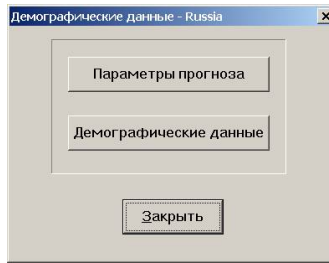 Демографические данные - Russia
Параметры прогноза
Демографические данные
Закрыть